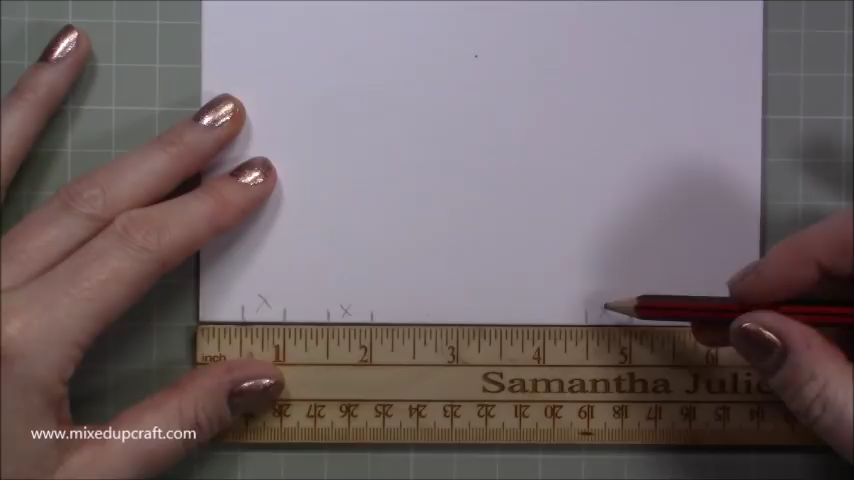 X X
inch 1 2 3 4 5 6
Samantha Julie
28 27 26 25 24 23 22 21 20 19 18 17 16 15 14
www.mixedupcraft.com